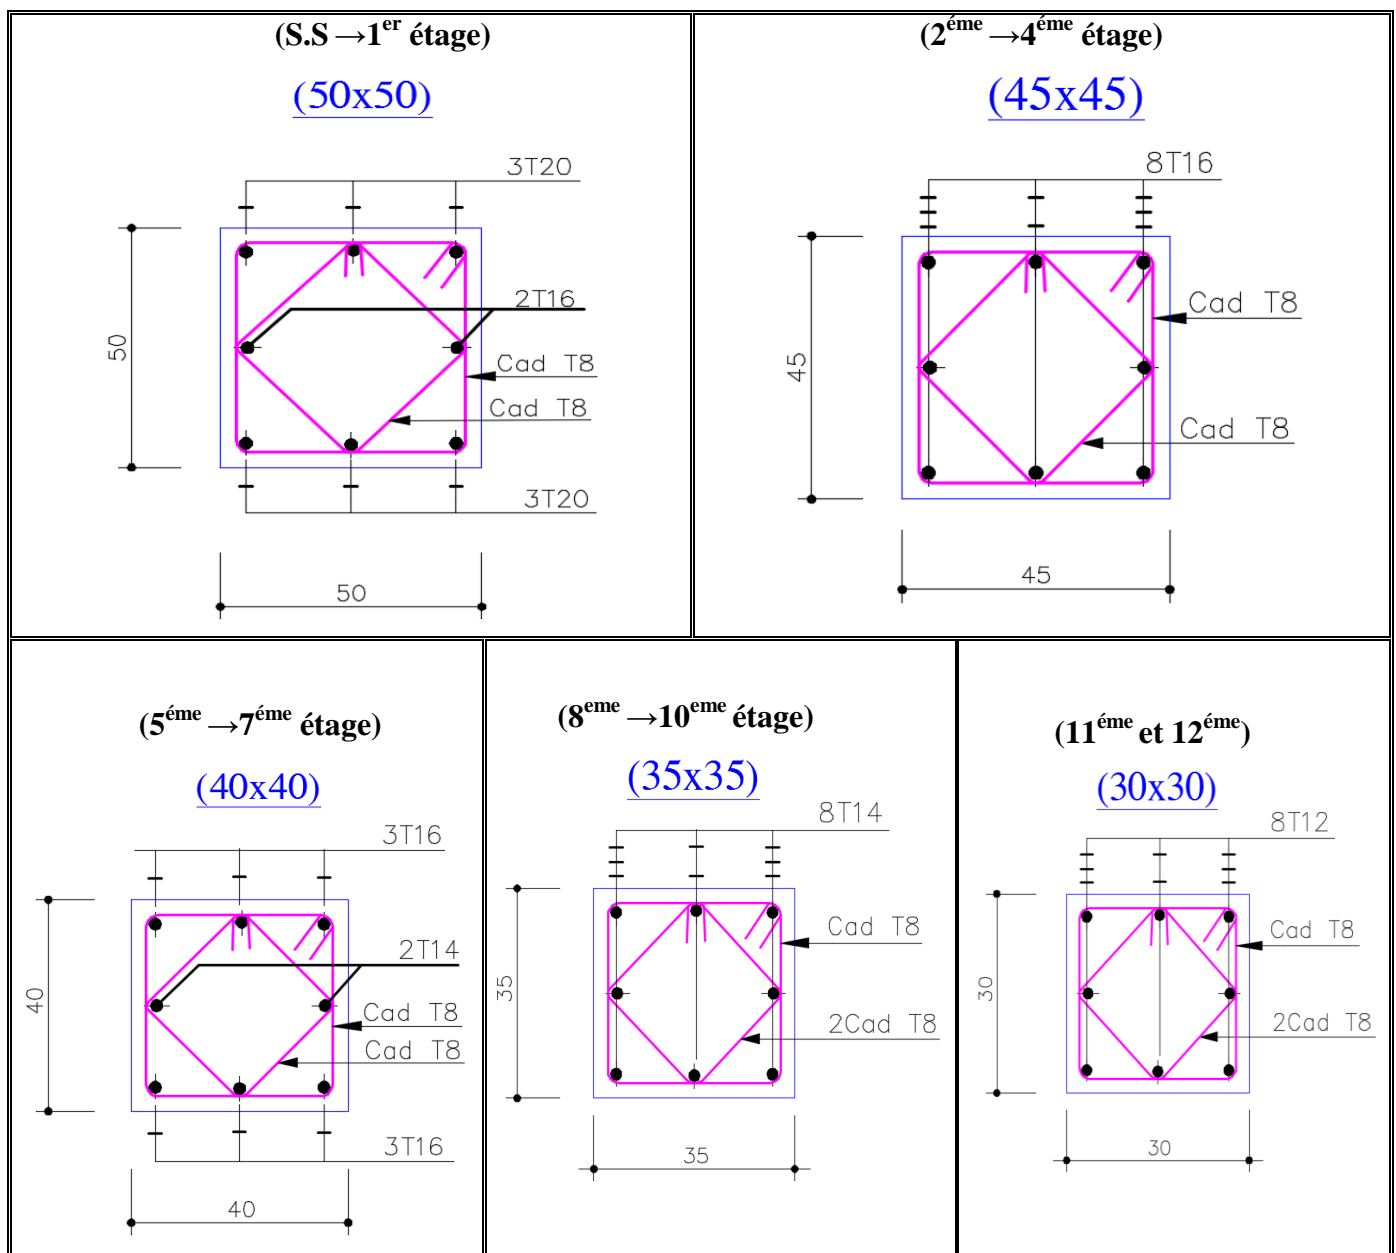 (S.S →1er étage)
(50x50)
3T20
2T16
50
Cad T8
Cad T8
3T20
50
(2éme →4éme étage)
(45x45)
8T16
Cad T8
45
Cad T8
45
(5éme →7éme étage)
(40x40)
3T16
2T14
40
Cad T8
Cad T8
3T16
40
(8eme →10eme étage)
(35x35)
8T14
Cad T8
35
2Cad T8
35
(11éme et 12éme)
(30x30)
8T12
Cad T8
30
2Cad T8
30